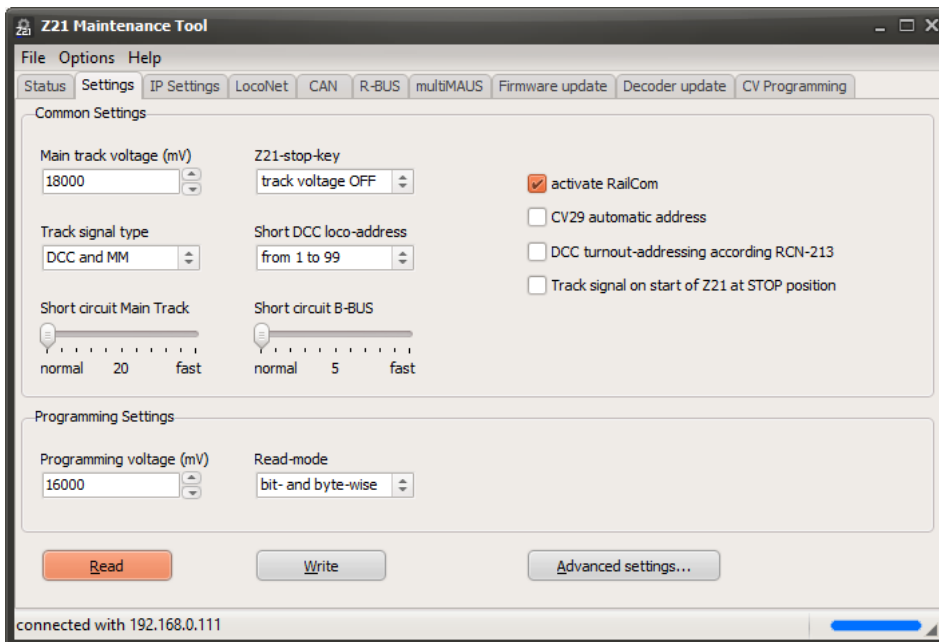 Z21 Maintenance Tool
File Options Help
Status Settings IP Settings LocoNet CAN R-BUS multiMAUS Firmware update Decoder update CV Programming
Common Settings
Main track voltage (mV)
18000
Z21-stop-key
track voltage OFF
activate RailCom
CV29 automatic address
DCC turnout-addressing according RCN-213
Track signal on start of Z21 at STOP position
Track signal type
DCC and MM
Short DCC loco-address
from 1 to 99
Short circuit Main Track
normal 20 fast
Short circuit B-BUS
normal 5 fast
Programming Settings
Programming voltage (mV)
16000
Read-mode
bit- and byte-wise
Read Write Advanced settings...
connected with 192.168.0.111